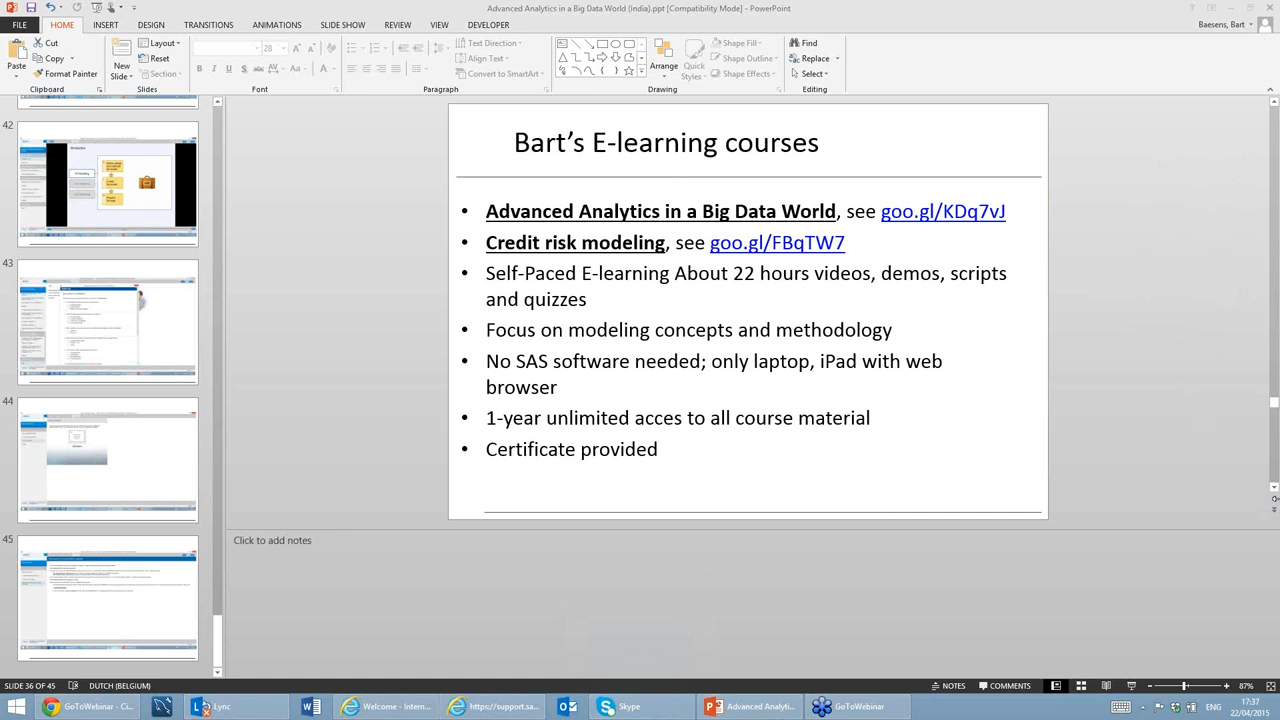 Advanced Analytics in a Big Data World (India).ppt [Compatibility Mode] - PowerPoint
FILE HOME INSERT DESIGN TRANSITIONS ANIMATIONS SLIDE SHOW REVIEW VIEW DEVELOPER
Baesens, Bart
Paste
Cut
Copy
Format Painter
Clipboard
New
Slide
Layout
Reset
Section
Slides
28
Font
Paragraph
Text Direction
Align Text
Convert to SmartArt
Arrange
Quick
Styles
Shape Fill
Shape Outline
Shape Effects
Drawing
Find
Replace
Select
Editing
42
43
44
45
Bart's E-learning courses
• Advanced Analytics in a Big Data World, see goo.gl/KDq7vJ
• Credit risk modeling, see goo.gl/FBqTW7
• Self-Paced E-learning About 22 hours videos, demos, scripts
and quizzes
Focus on modeling concepts and methodology
• No SAS software needed; only laptop, iPad with web
browser
• 1-year unlimited acces to all course material
• Certificate provided
Click to add notes
SLIDE 36 OF 45 DUTCH (BELGIUM)
NOTES COMMENTS 87%
GoToWebinar - Ci... Lync Welcome - Intern... https://support.sa... Skype Advanced Analyti... GoToWebinar
ENG
17:37
22/04/2015